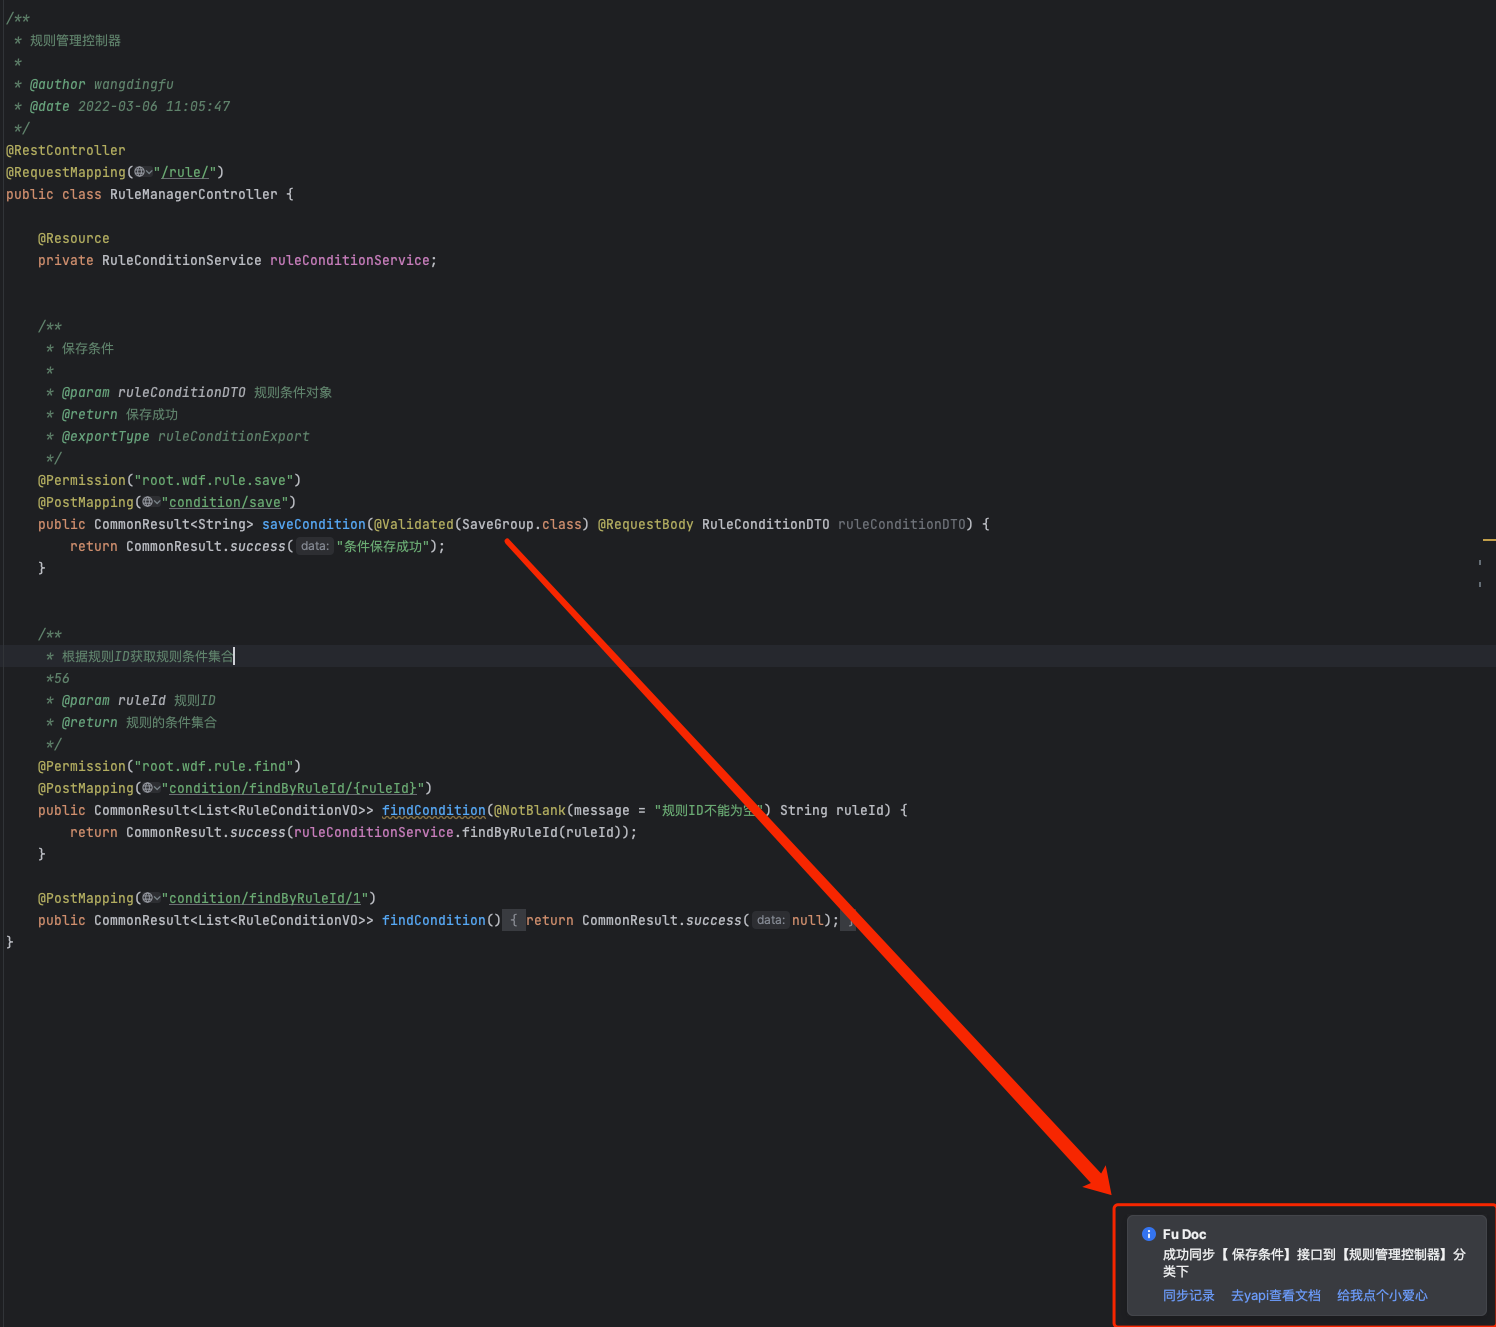 /**
 * 规则管理控制器
 *
 * @author wangdingfu
 * @date 2022-03-06 11:05:47
 */
@RestController
@RequestMapping("/rule/")
public class RuleManagerController {
    @Resource
    private RuleConditionService ruleConditionService;
    /**
     * 保存条件
     *
     * @param ruleConditionDTO 规则条件对象
     * @return 保存成功
     * @exportType ruleConditionExport
     */
    @Permission("root.wdf.rule.save")
    @PostMapping("condition/save")
    public CommonResult<String> saveCondition(@Validated(SaveGroup.class) @RequestBody RuleConditionDTO ruleConditionDTO) {
        return CommonResult.success( data: "条件保存成功");
    }
    /**
     * 根据规则ID获取规则条件集合
     *56
     * @param ruleId 规则ID
     * @return 规则的条件集合
     */
    @Permission("root.wdf.rule.find")
    @PostMapping("condition/findByRuleId/{ruleId}")
    public CommonResult<List<RuleConditionVO>> findCondition(@NotBlank(message = "规则ID不能为空") String ruleId) {
        return CommonResult.success(ruleConditionService.findByRuleId(ruleId));
    }
    @PostMapping("condition/findByRuleId/1")
    public CommonResult<List<RuleConditionVO>> findCondition() { return CommonResult.success( data: null); }
}
Fu Doc
成功同步【 保存条件】接口到【规则管理控制器】分
类下
同步记录 去yapi查看文档 给我点个小爱心